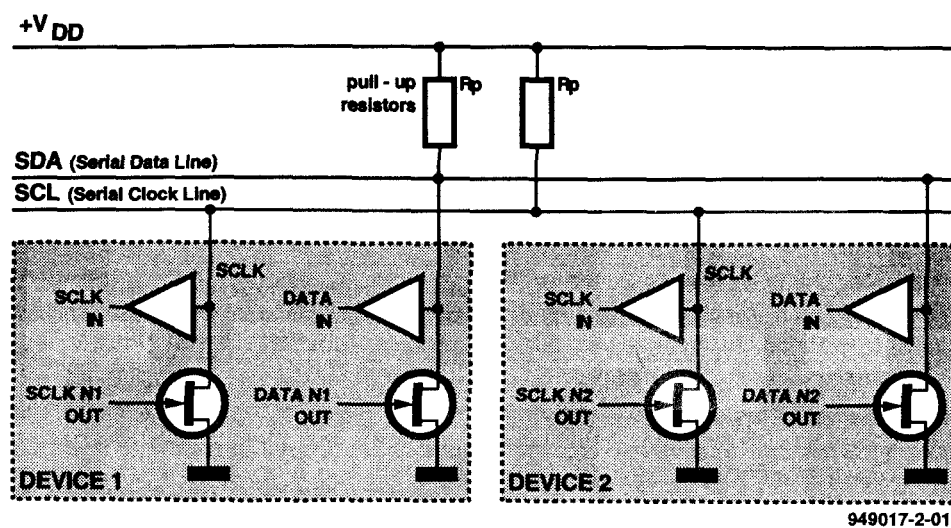 +VDD
pull - up
resistors
Rp
Rp
SDA (Serial Data Line)
SCL (Serial Clock Line)
SCLK
SCLK
SCLK
IN
DATA
IN
SCLK
IN
DATA
IN
SCLK N1
OUT
DATA N1
OUT
SCLK N2
OUT
DATA N2
OUT
DEVICE 1
DEVICE 2
949017-2-01